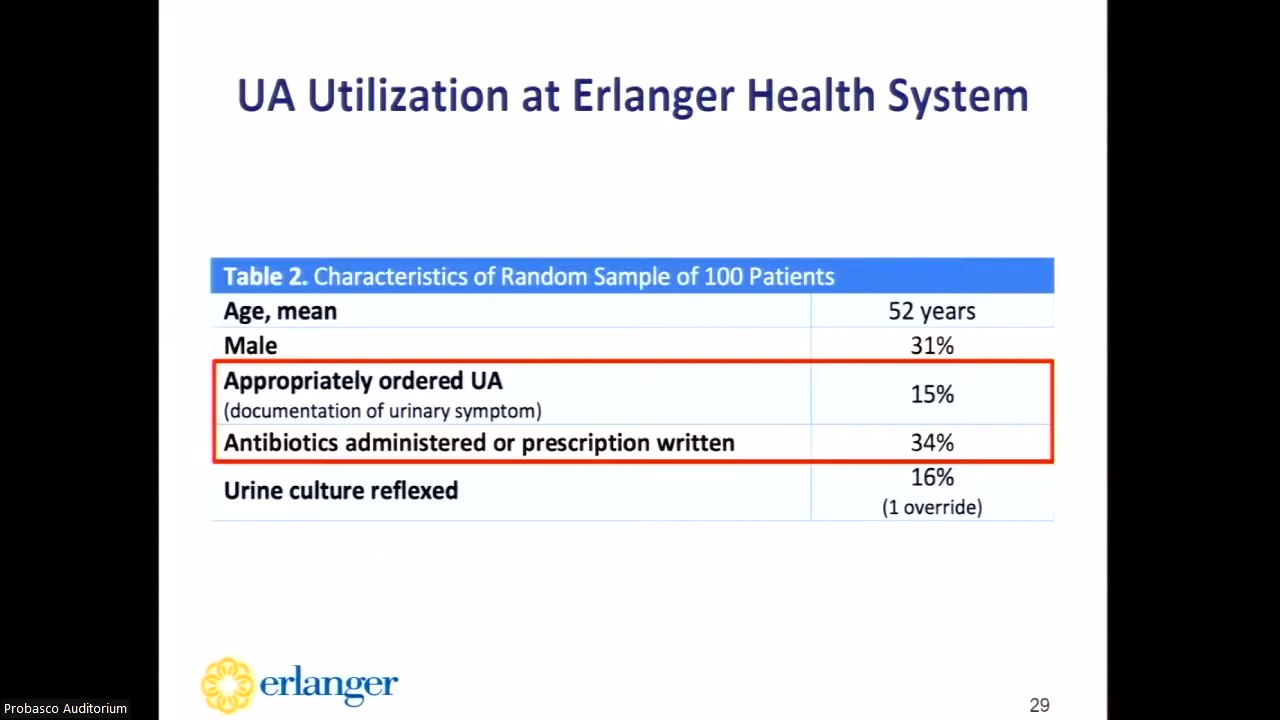 UA Utilization at Erlanger Health System
Table 2. Characteristics of Random Sample of 100 Patients
Age, mean 52 years
Male 31%
Appropriately ordered UA
(documentation of urinary symptom) 15%
Antibiotics administered or prescription written 34%
Urine culture reflexed 16%
(1 override)
erlanger
29
Probasco Auditorium